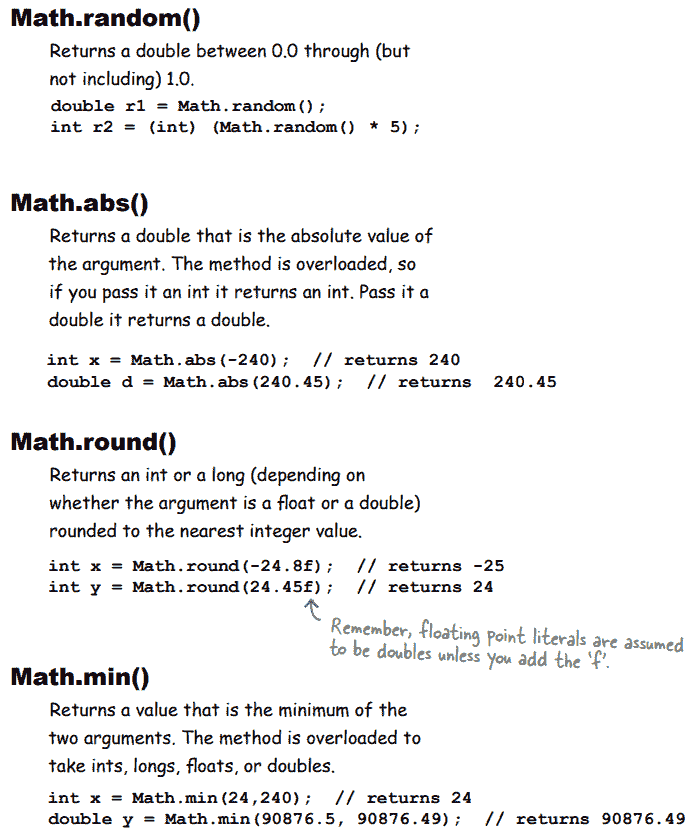 Math.random()
Returns a double between 0.0 through (but
not including) 1.0.
double r1 = Math.random();
int r2 = (int) (Math.random() * 5);
Math.abs()
Returns a double that is the absolute value of
the argument. The method is overloaded, so
if you pass it an int it returns an int. Pass it a
double it returns a double.
int x = Math.abs(-240);  // returns 240
double d = Math.abs(240.45);  // returns  240.45
Math.round()
Returns an int or a long (depending on
whether the argument is a float or a double)
rounded to the nearest integer value.
int x = Math.round(-24.8f);  // returns -25
int y = Math.round(24.45f);  // returns 24
Remember, floating point literals are assumed
to be doubles unless you add the 'f'.
Math.min()
Returns a value that is the minimum of the
two arguments. The method is overloaded to
take ints, longs, floats, or doubles.
int x = Math.min(24,240);  // returns 24
double y = Math.min(90876.5, 90876.49);  // returns 90876.49